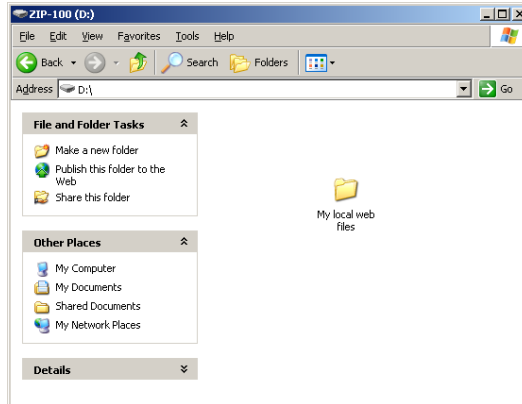 ZIP-100 (D:)
File Edit View Favorites Tools Help
Back Search Folders
Address D:\ Go
File and Folder Tasks
Make a new folder
Publish this folder to the
Web
Share this folder
My local web
files
Other Places
My Computer
My Documents
Shared Documents
My Network Places
Details